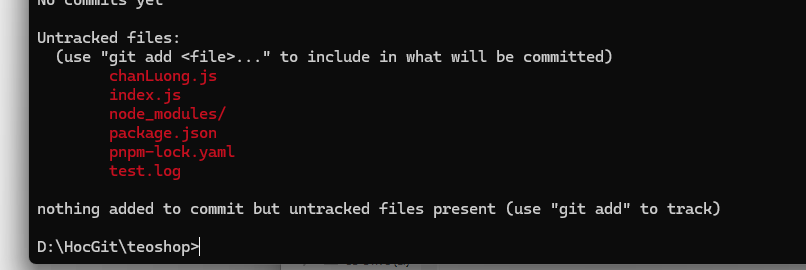 No commits yet
Untracked files:
(use "git add <file>..." to include in what will be committed)
chanLuong.js
index.js
node_modules/
package.json
pnpm-lock.yaml
test.log
nothing added to commit but untracked files present (use "git add" to track)
D:\HocGit\teoshop>